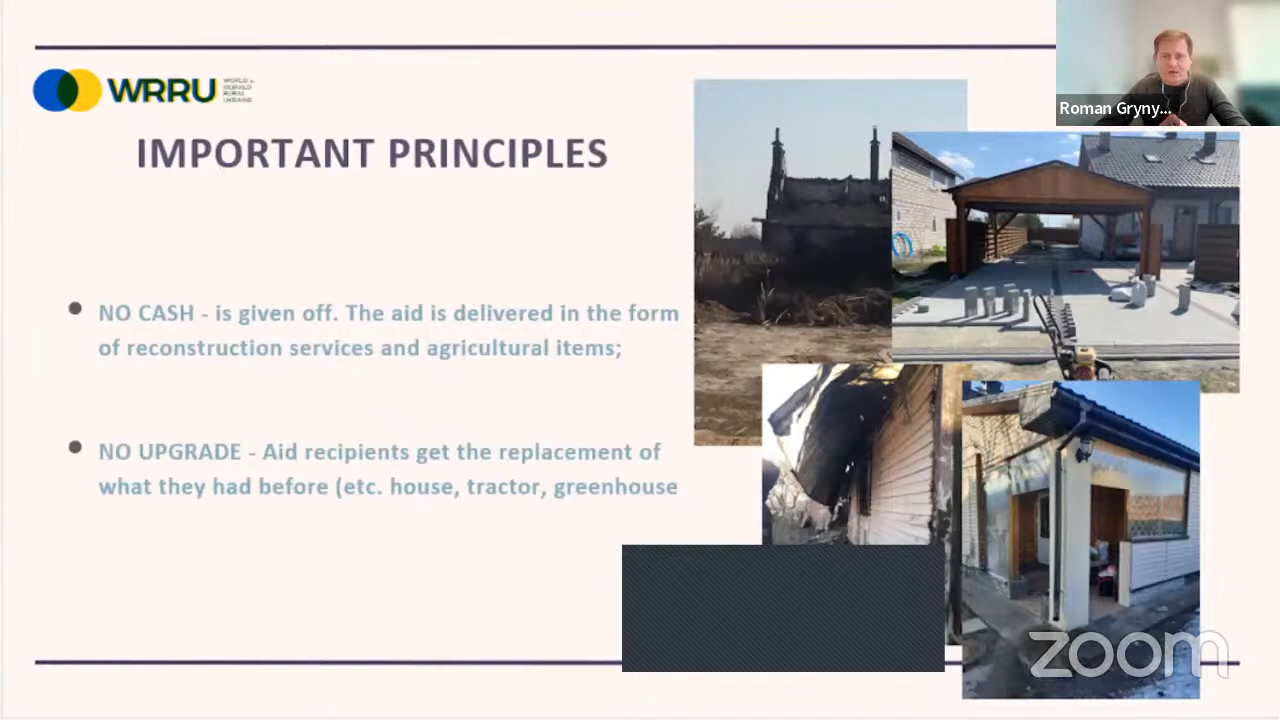 Roman Gryny...
WRRU
WORLD to
REBUILD
RURAL
UKRAINE
IMPORTANT PRINCIPLES
NO CASH - is given off. The aid is delivered in the form
of reconstruction services and agricultural items;
NO UPGRADE - Aid recipients get the replacement of
what they had before (etc. house, tractor, greenhouse
zoom